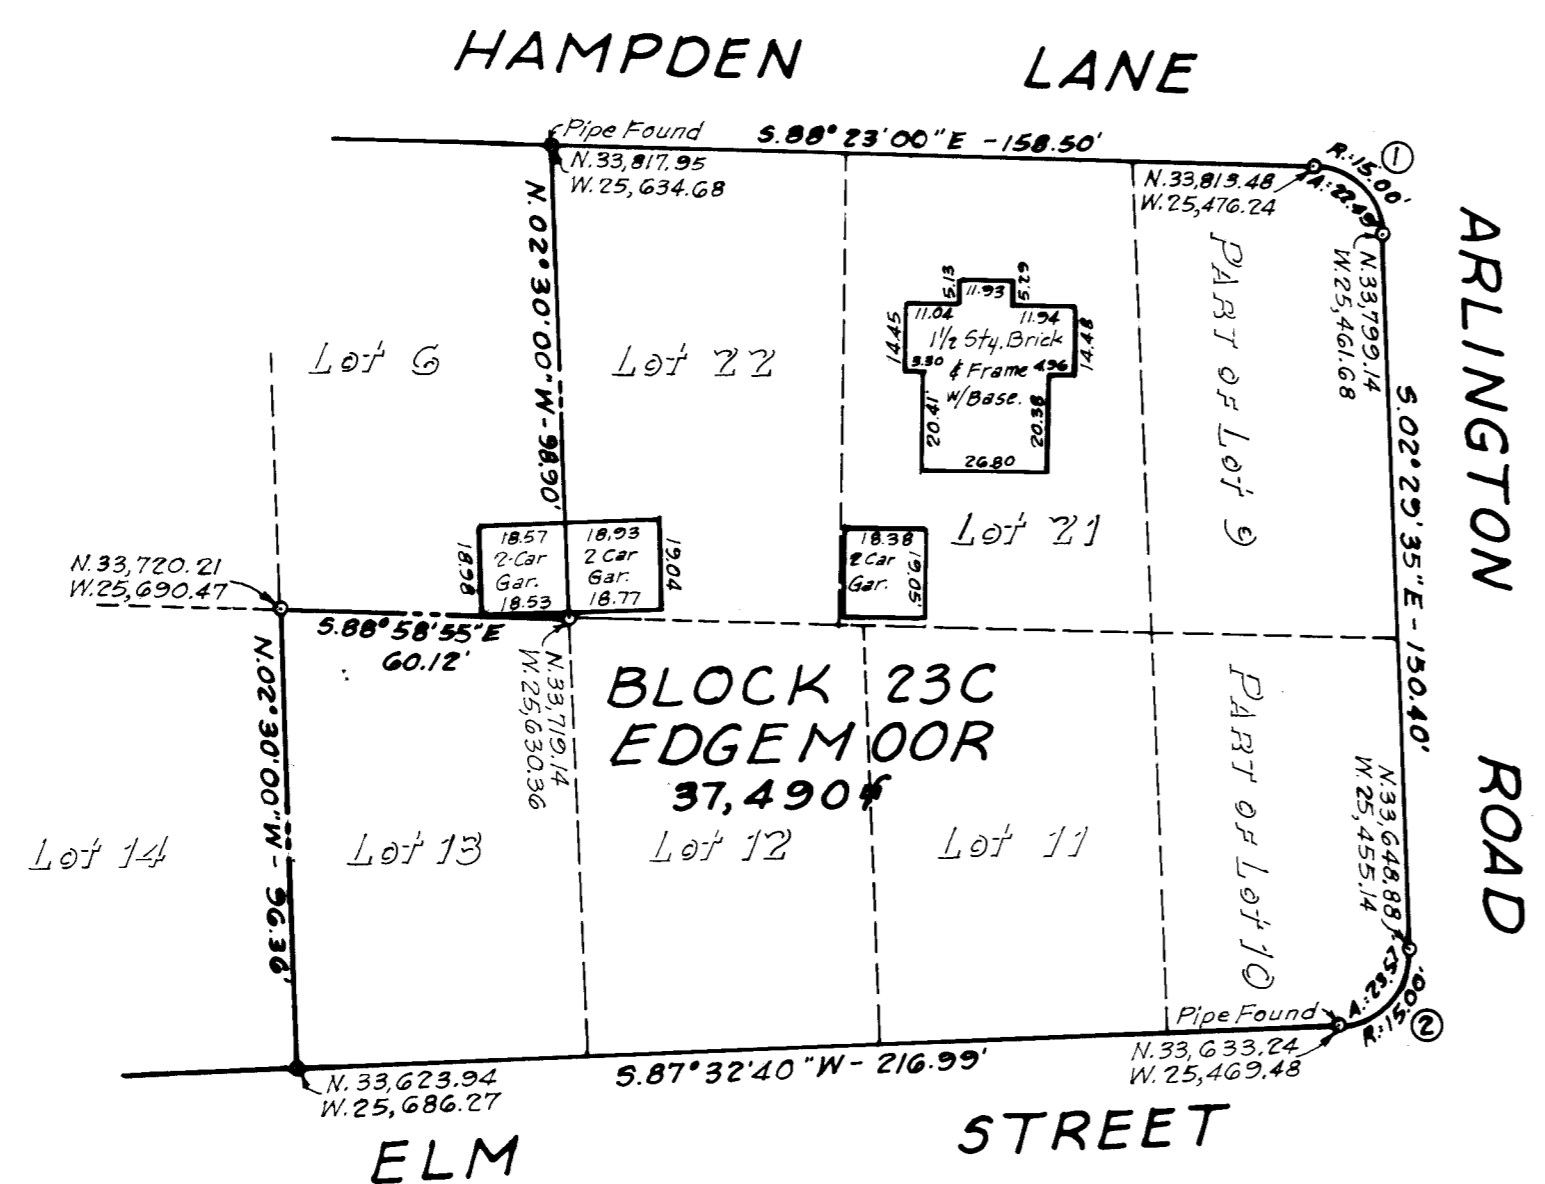 HAMPDEN LANE
Pipe Found
S.88°23'00"E - 158.50'
N.33,817.95
W.25,634.68
N.33,813.48
W.25,476.24
R.:15.00'
A.:22.49'
1
N.33,799.14
W.25,461.68
ARLINGTON ROAD
N.02°30'00"W - 98.90'
PART OF Lot 9
5.13
11.93
5.29
11.04
11.94
14.45
14.48
1½ Sty. Brick
& Frame
w/Base.
3.30
4.96
20.41
20.38
26.80
Lot 6
Lot 22
Lot 21
S.02°29'35"E - 150.40'
18.57
2-Car
Gar.
18.53
18.98
18.93
2 Car
Gar.
18.77
19.04
18.38
2 Car
Gar.
19.05'
N.33,720.21
W.25,690.47
S.88°58'55"E
60.12'
N.33,719.14
W.25,630.36
BLOCK 23C
EDGEMOOR
37,490
N.02°30'00"W - 96.36'
Lot 14
Lot 13
Lot 12
Lot 11
PART OF Lot 10
N.33,648.88
W.25,455.14
R.:15.00'
2
Pipe Found
N.33,633.24
W.25,469.48
S.87°32'40"W - 216.99'
N.33,623.94
W.25,686.27
ELM STREET